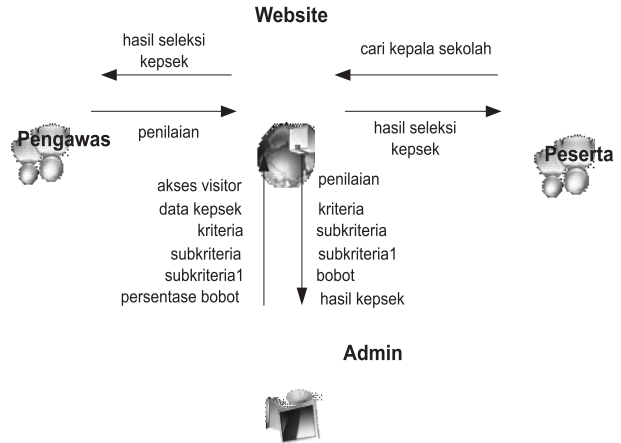 Website
hasil seleksi
kepsek
cari kepala sekolah
Pengawas
penilaian
hasil seleksi
kepsek
Peserta
akses visitor
data kepsek
kriteria
subkriteria
subkriteria1
persentase bobot
penilaian
kriteria
subkriteria
subkriteria1
bobot
hasil kepsek
Admin